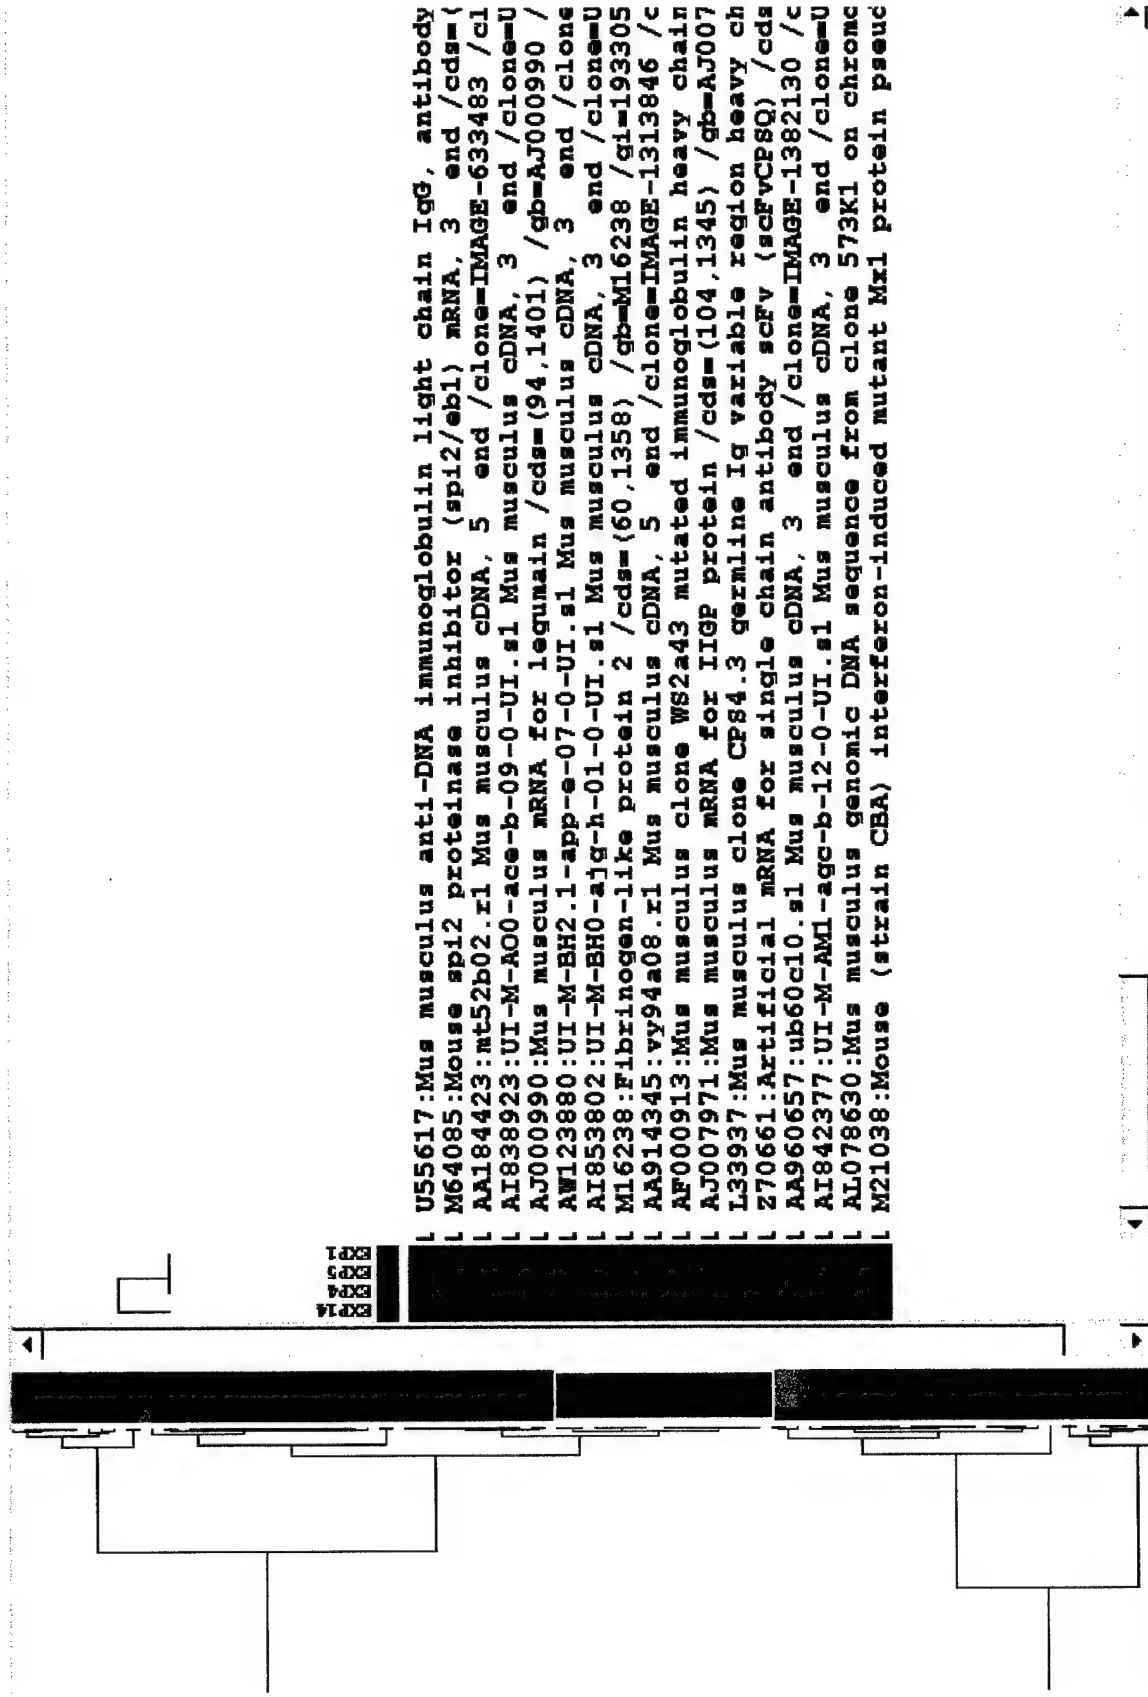 EXP14
EXP4
EXP5
EXP1
U55617:Mus musculus anti-DNA immunoglobulin light chain IgG, antibody
M64085:Mouse spi2 proteinase inhibitor (spi2/eb1) mRNA, 3 end /cds=(
AA184423:mt52b02.r1 Mus musculus cDNA, 5 end /clone=IMAGE-633483 /cl
AI838923:UI-M-AO0-ace-b-09-0-UI.s1 Mus musculus cDNA, 3 end /clone=U
AJ000990:Mus musculus mRNA for legumain /cds=(94,1401) /gb=AJ000990 /
AW123880:UI-M-BH2.1-app-e-07-0-UI.s1 Mus musculus cDNA, 3 end /clone
AI853802:UI-M-BH0-ajg-h-01-0-UI.s1 Mus musculus cDNA, 3 end /clone=U
M16238:Fibrinogen-like protein 2 /cds=(60,1358) /gb=M16238 /gi=193305
AA914345:vy94a08.r1 Mus musculus cDNA, 5 end /clone=IMAGE-1313846 /c
AF000913:Mus musculus clone WS2a43 mutated immunoglobulin heavy chain
AJ007971:Mus musculus mRNA for IIGP protein /cds=(104,1345) /gb=AJ007
L33937:Mus musculus clone CPS4.3 germline Ig variable region heavy ch
Z70661:Artificial mRNA for single chain antibody scFv (scFvCPSQ) /cds
AA960657:ub60c10.s1 Mus musculus cDNA, 3 end /clone=IMAGE-1382130 /c
AI842377:UI-M-AM1-agc-b-12-0-UI.s1 Mus musculus cDNA, 3 end /clone=U
AL078630:Mus musculus genomic DNA sequence from clone 573K1 on chromo
M21038:Mouse (strain CBA) interferon-induced mutant Mx1 protein pseud